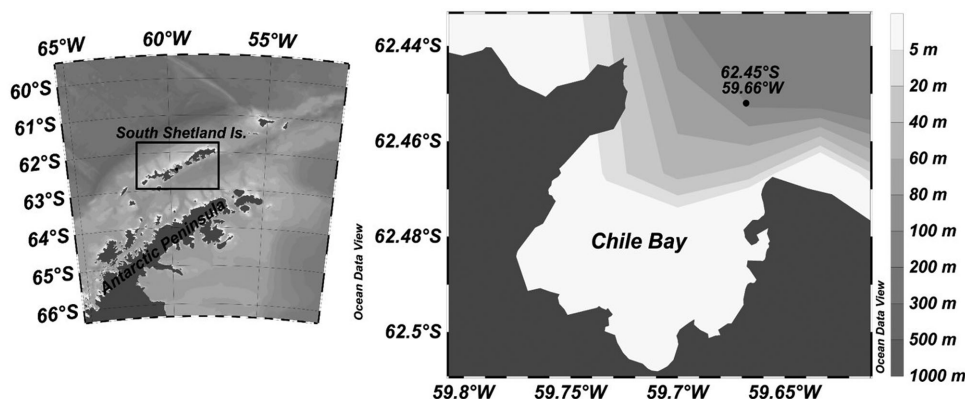 65°W
60°W
55°W
60°S
61°S
62°S
63°S
64°S
65°S
66°S
South Shetland Is.
Antarctic Peninsula
Ocean Data View
62.44°S
62.46°S
62.48°S
62.5°S
59.8°W
59.75°W
59.7°W
59.65°W
62.45°S
59.66°W
Chile Bay
Ocean Data View
5 m
20 m
40 m
60 m
80 m
100 m
200 m
300 m
500 m
1000 m